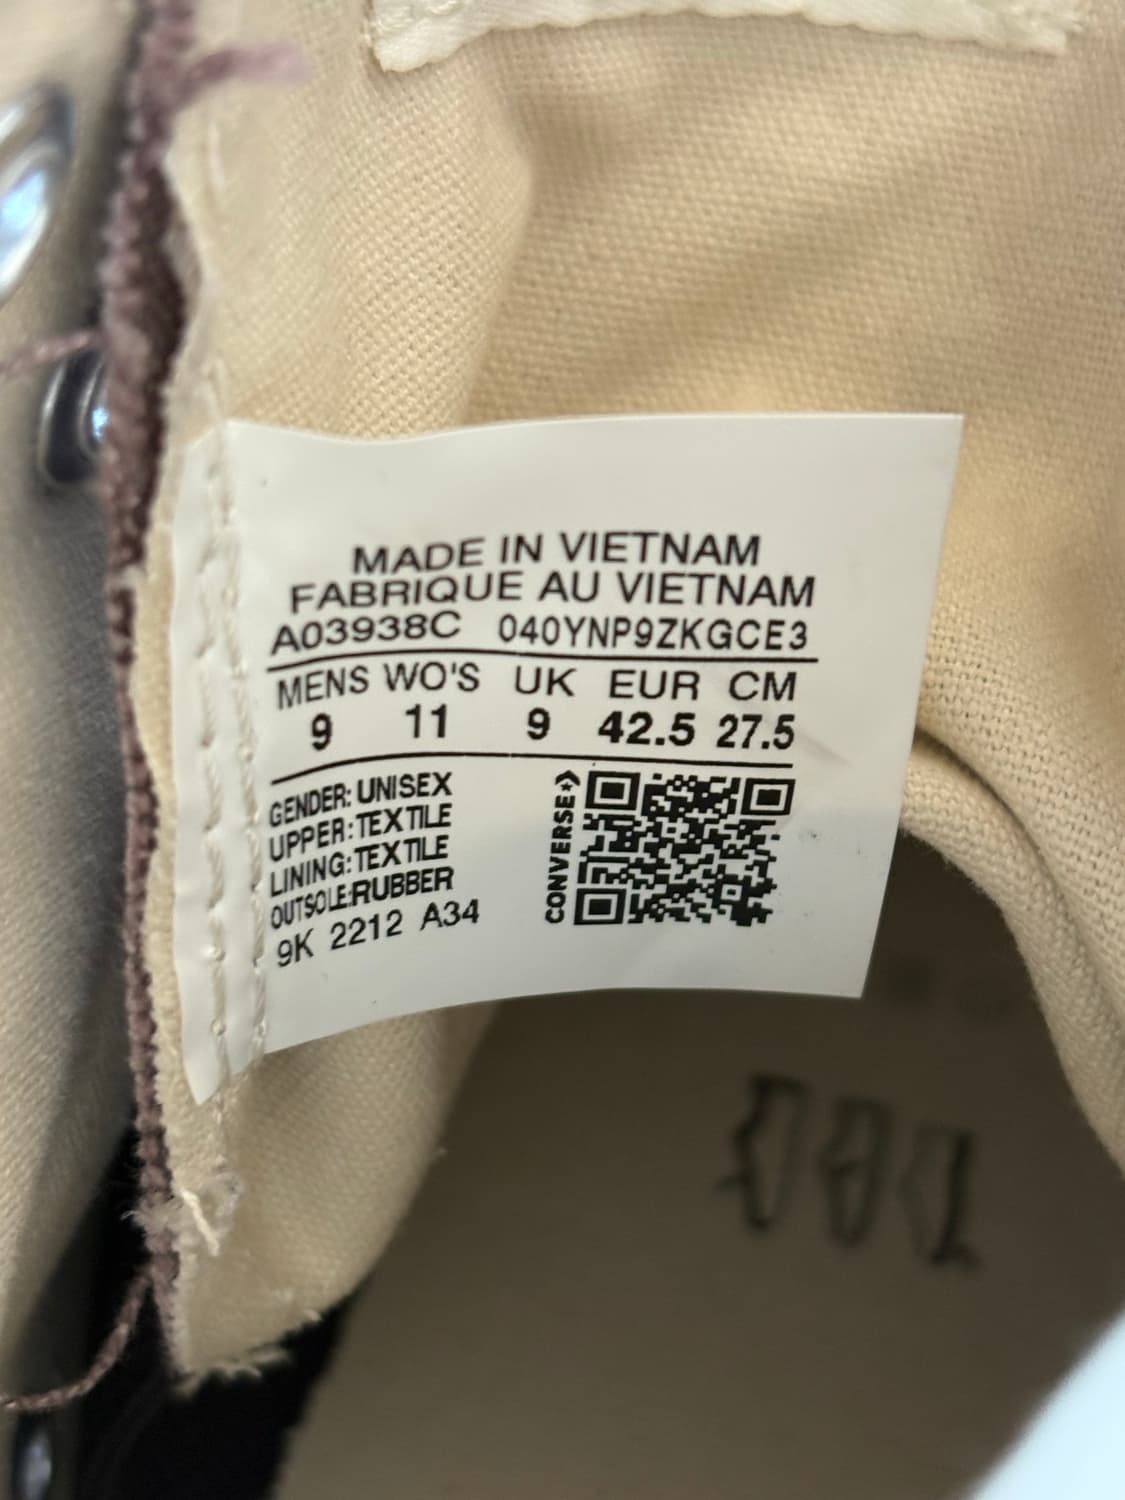 MADE IN VIETNAM
FABRIQUE AU VIETNAM
A03938C 040YNP9ZKGCE3
MENS WO'S UK EUR CM
9 11 9 42.5 27.5
GENDER: UNISEX
UPPER:TEXTILE
LINING:TEXTILE
OUTSOLE:RUBBER
9K 2212 A34
CONVERSE